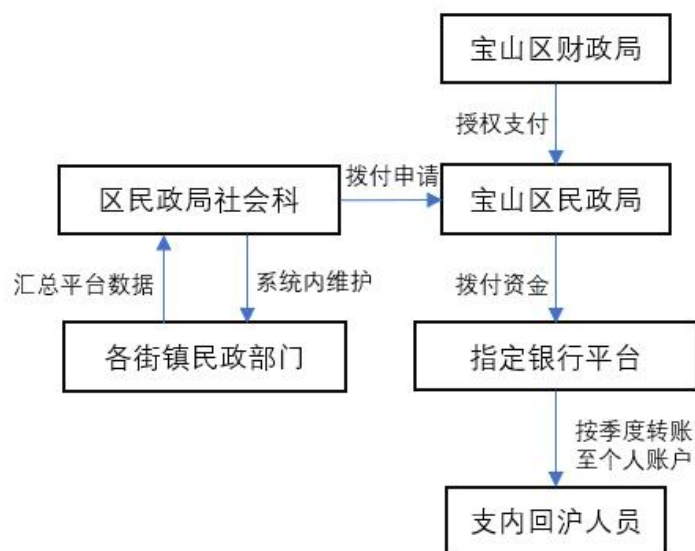 宝山区财政局
授权支付
拨付申请
区民政局社会科
宝山区民政局
汇总平台数据
系统内维护
拨付资金
各街镇民政部门
指定银行平台
按季度转账
至个人账户
支内回沪人员